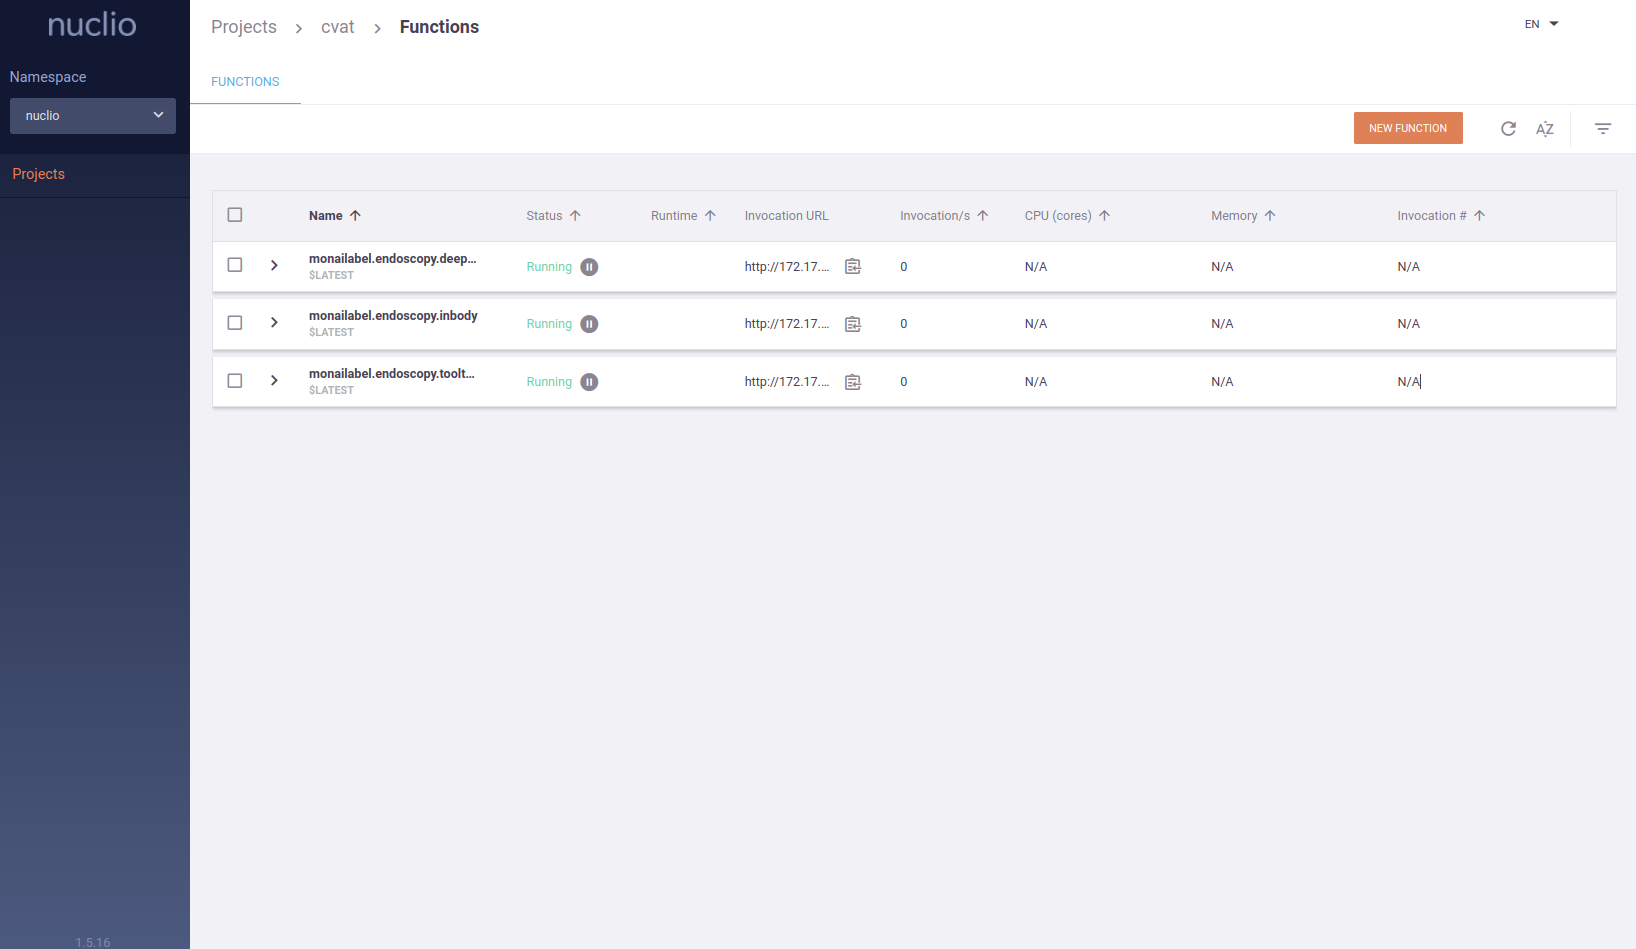 nuclio
Projects > cvat > Functions
EN
Namespace
FUNCTIONS
nuclio
NEW FUNCTION
AZ
Projects
Name Status Runtime Invocation URL Invocation/s CPU (cores) Memory Invocation #
monailabel.endoscopy.deep... Running http://172.17.... 0 N/A N/A N/A
$LATEST
monailabel.endoscopy.inbody Running http://172.17.... 0 N/A N/A N/A
$LATEST
monailabel.endoscopy.toolt... Running http://172.17.... 0 N/A N/A N/A
$LATEST
1.5.16